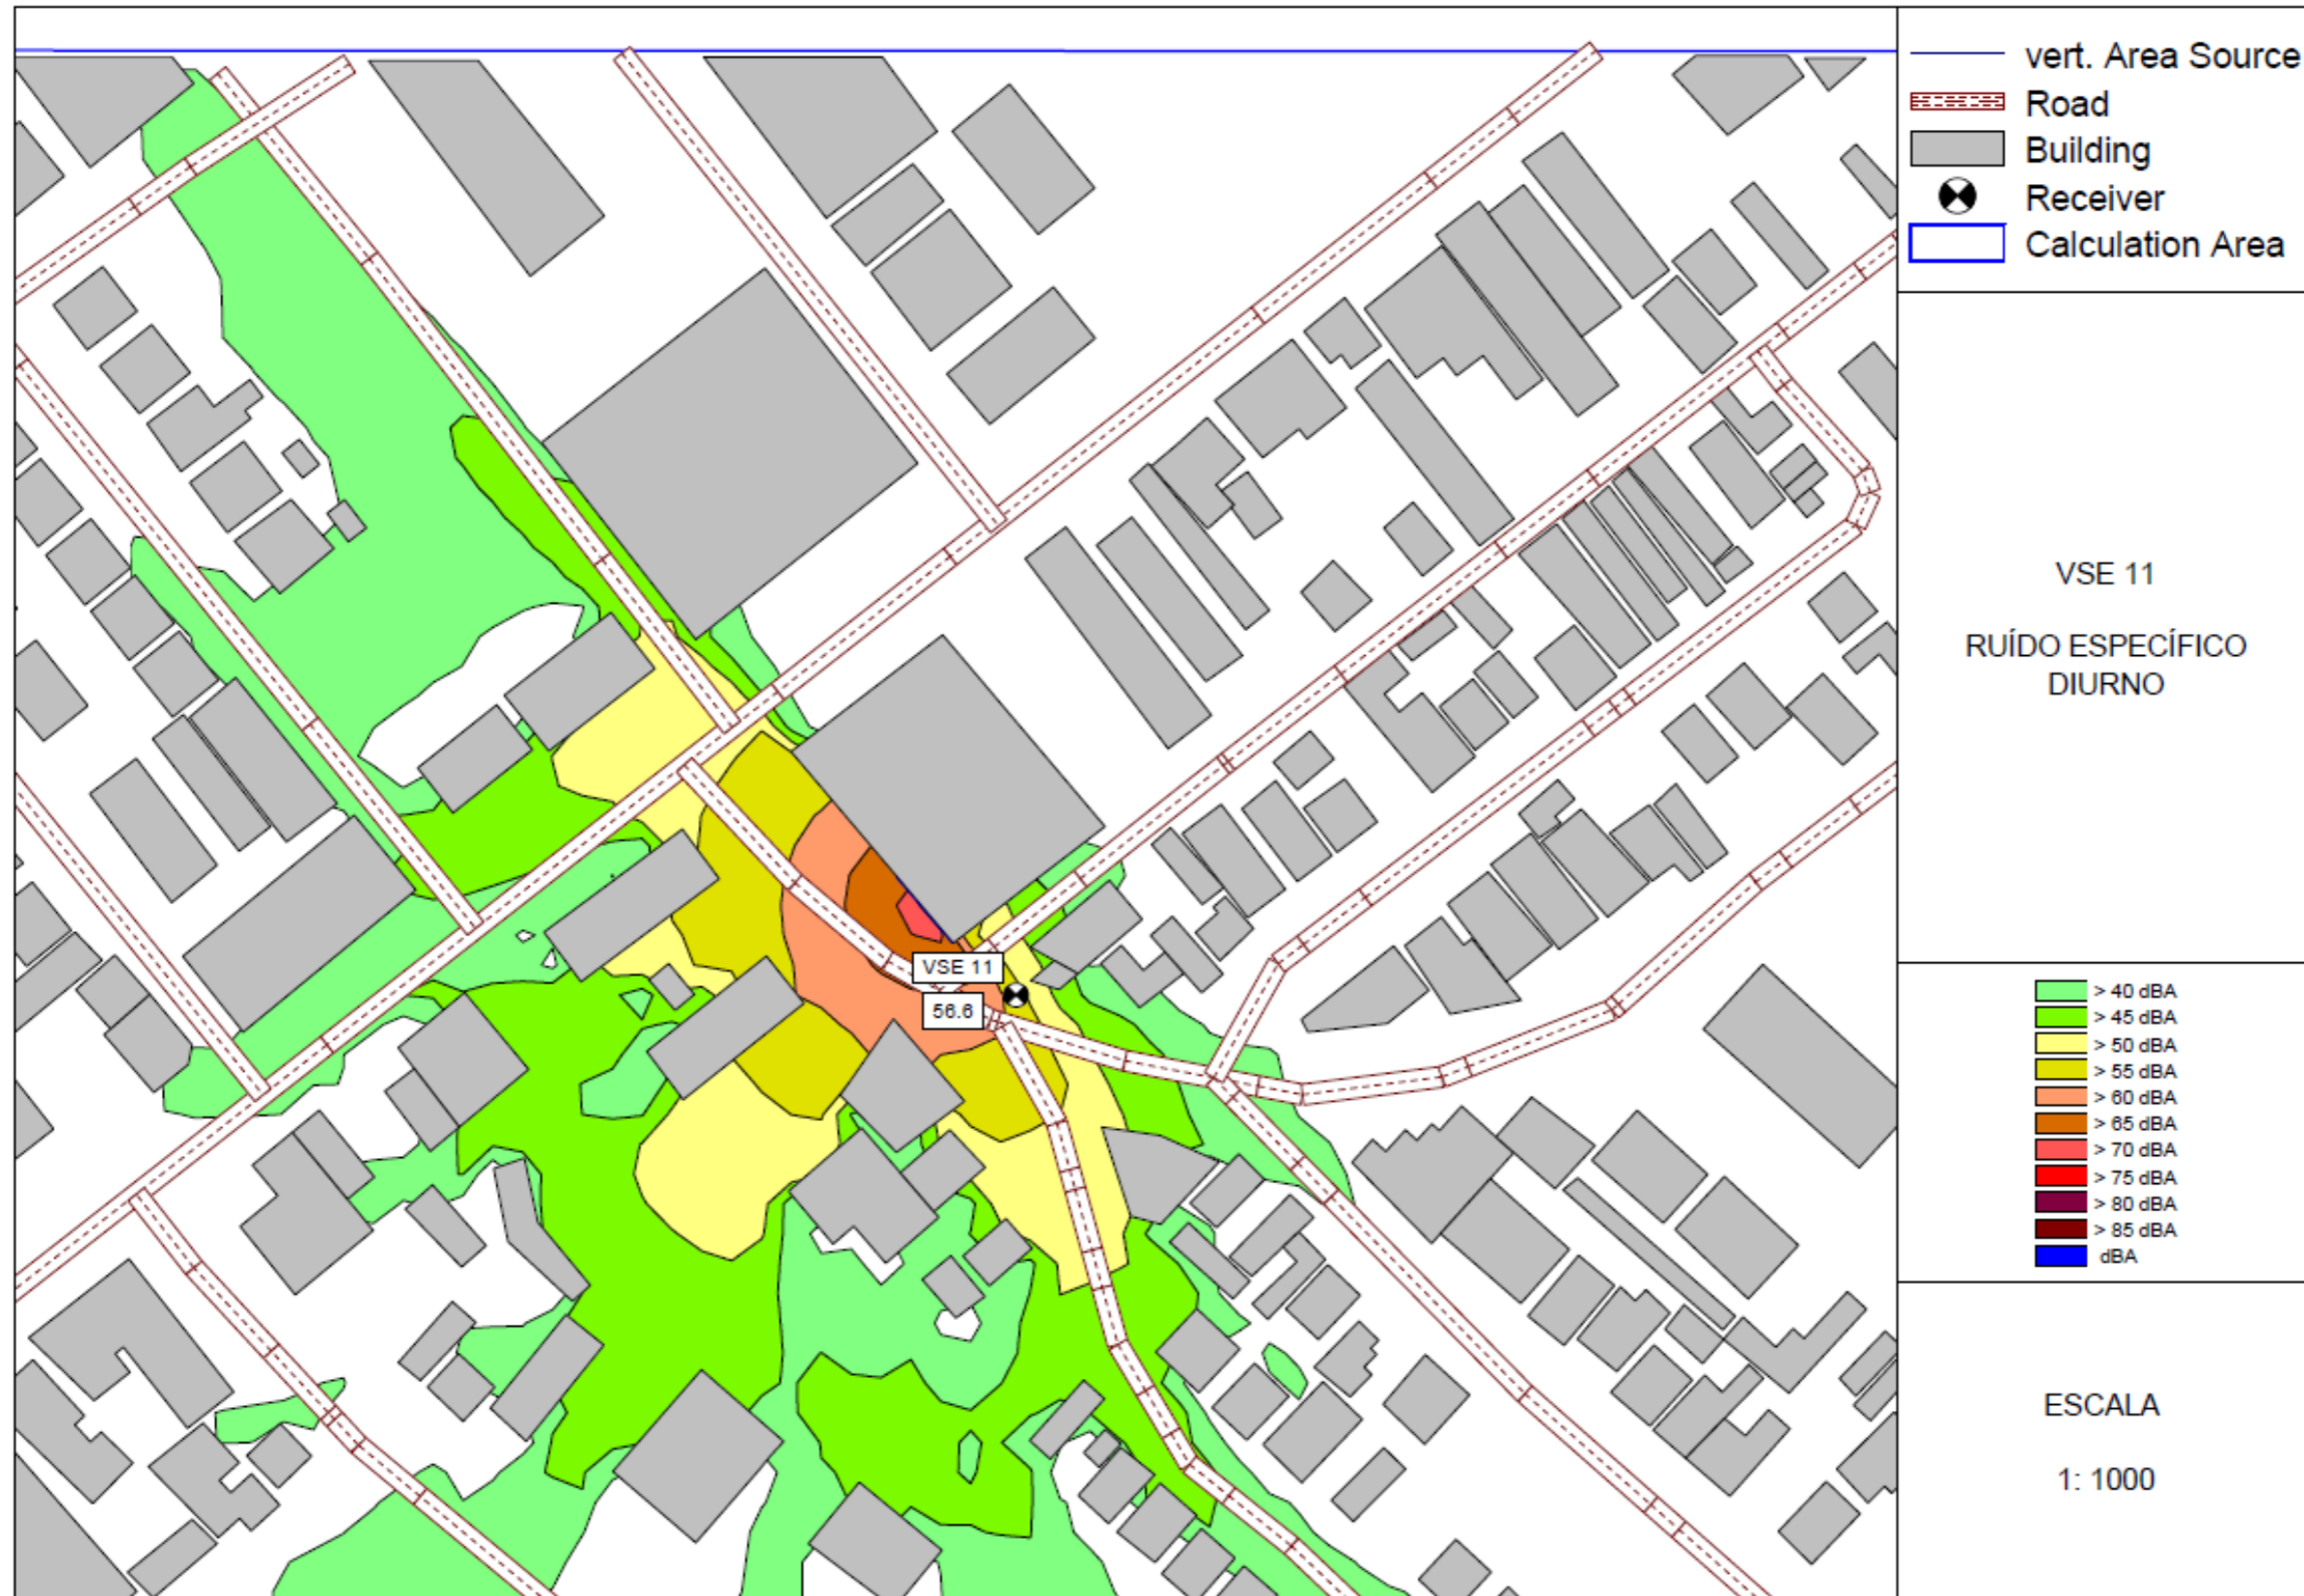 vert. Area Source
Road
Building
Receiver
Calculation Area
VSE 11
RUÍDO ESPECÍFICO
DIURNO
> 40 dBA
> 45 dBA
> 50 dBA
> 55 dBA
> 60 dBA
> 65 dBA
> 70 dBA
> 75 dBA
> 80 dBA
> 85 dBA
dBA
ESCALA
1: 1000
VSE 11
56.6